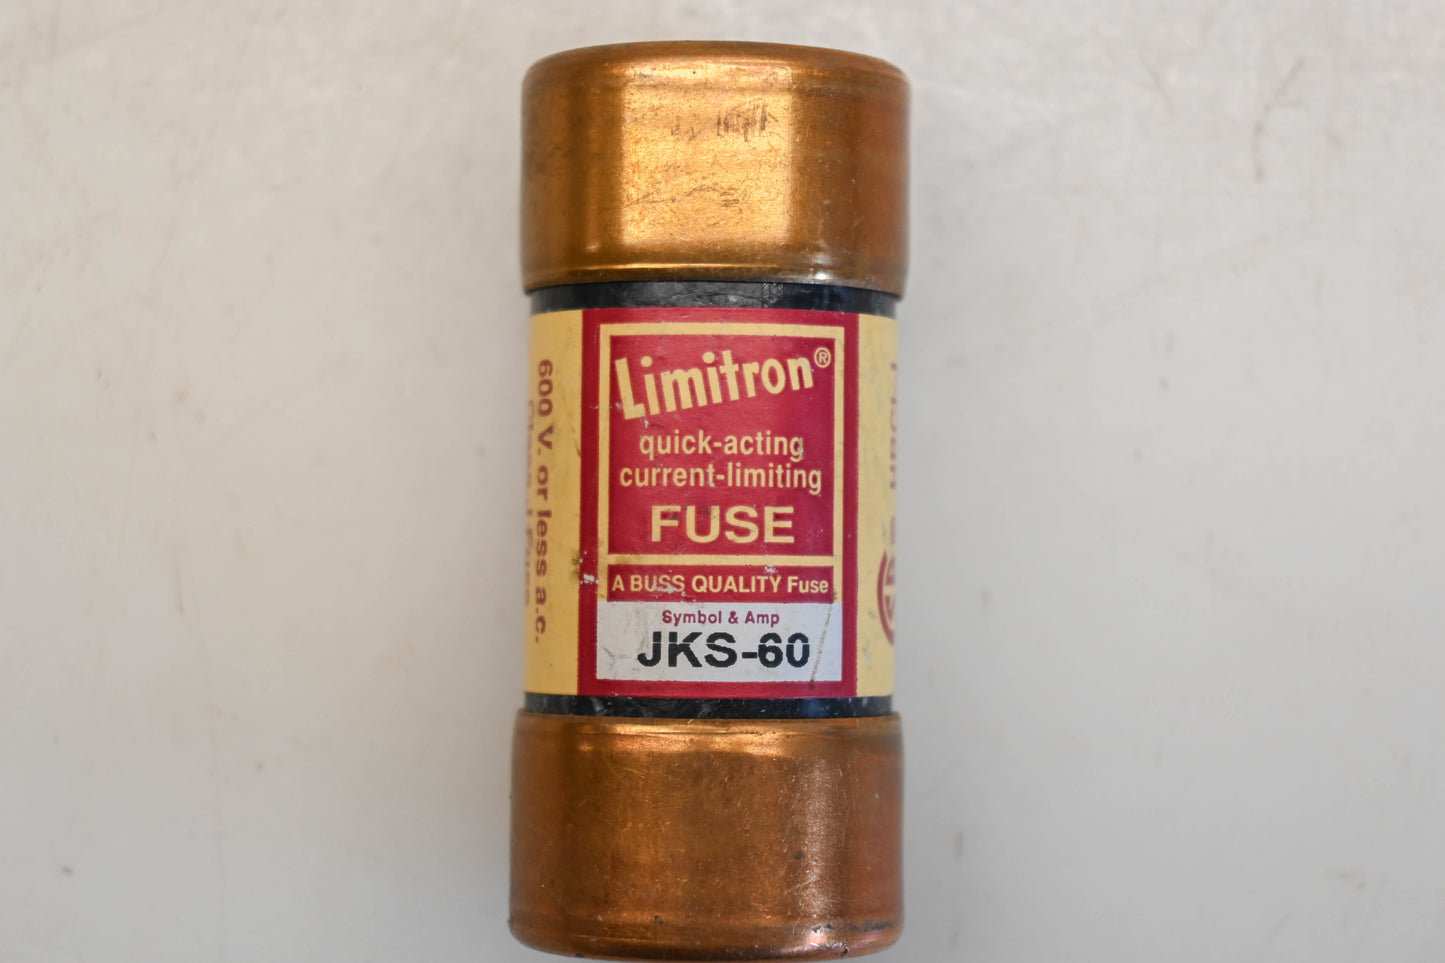 Limitron®
quick-acting
current-limiting
FUSE
A BUSS QUALITY Fuse
Symbol & Amp
JKS-60
600 V. or less a.c.